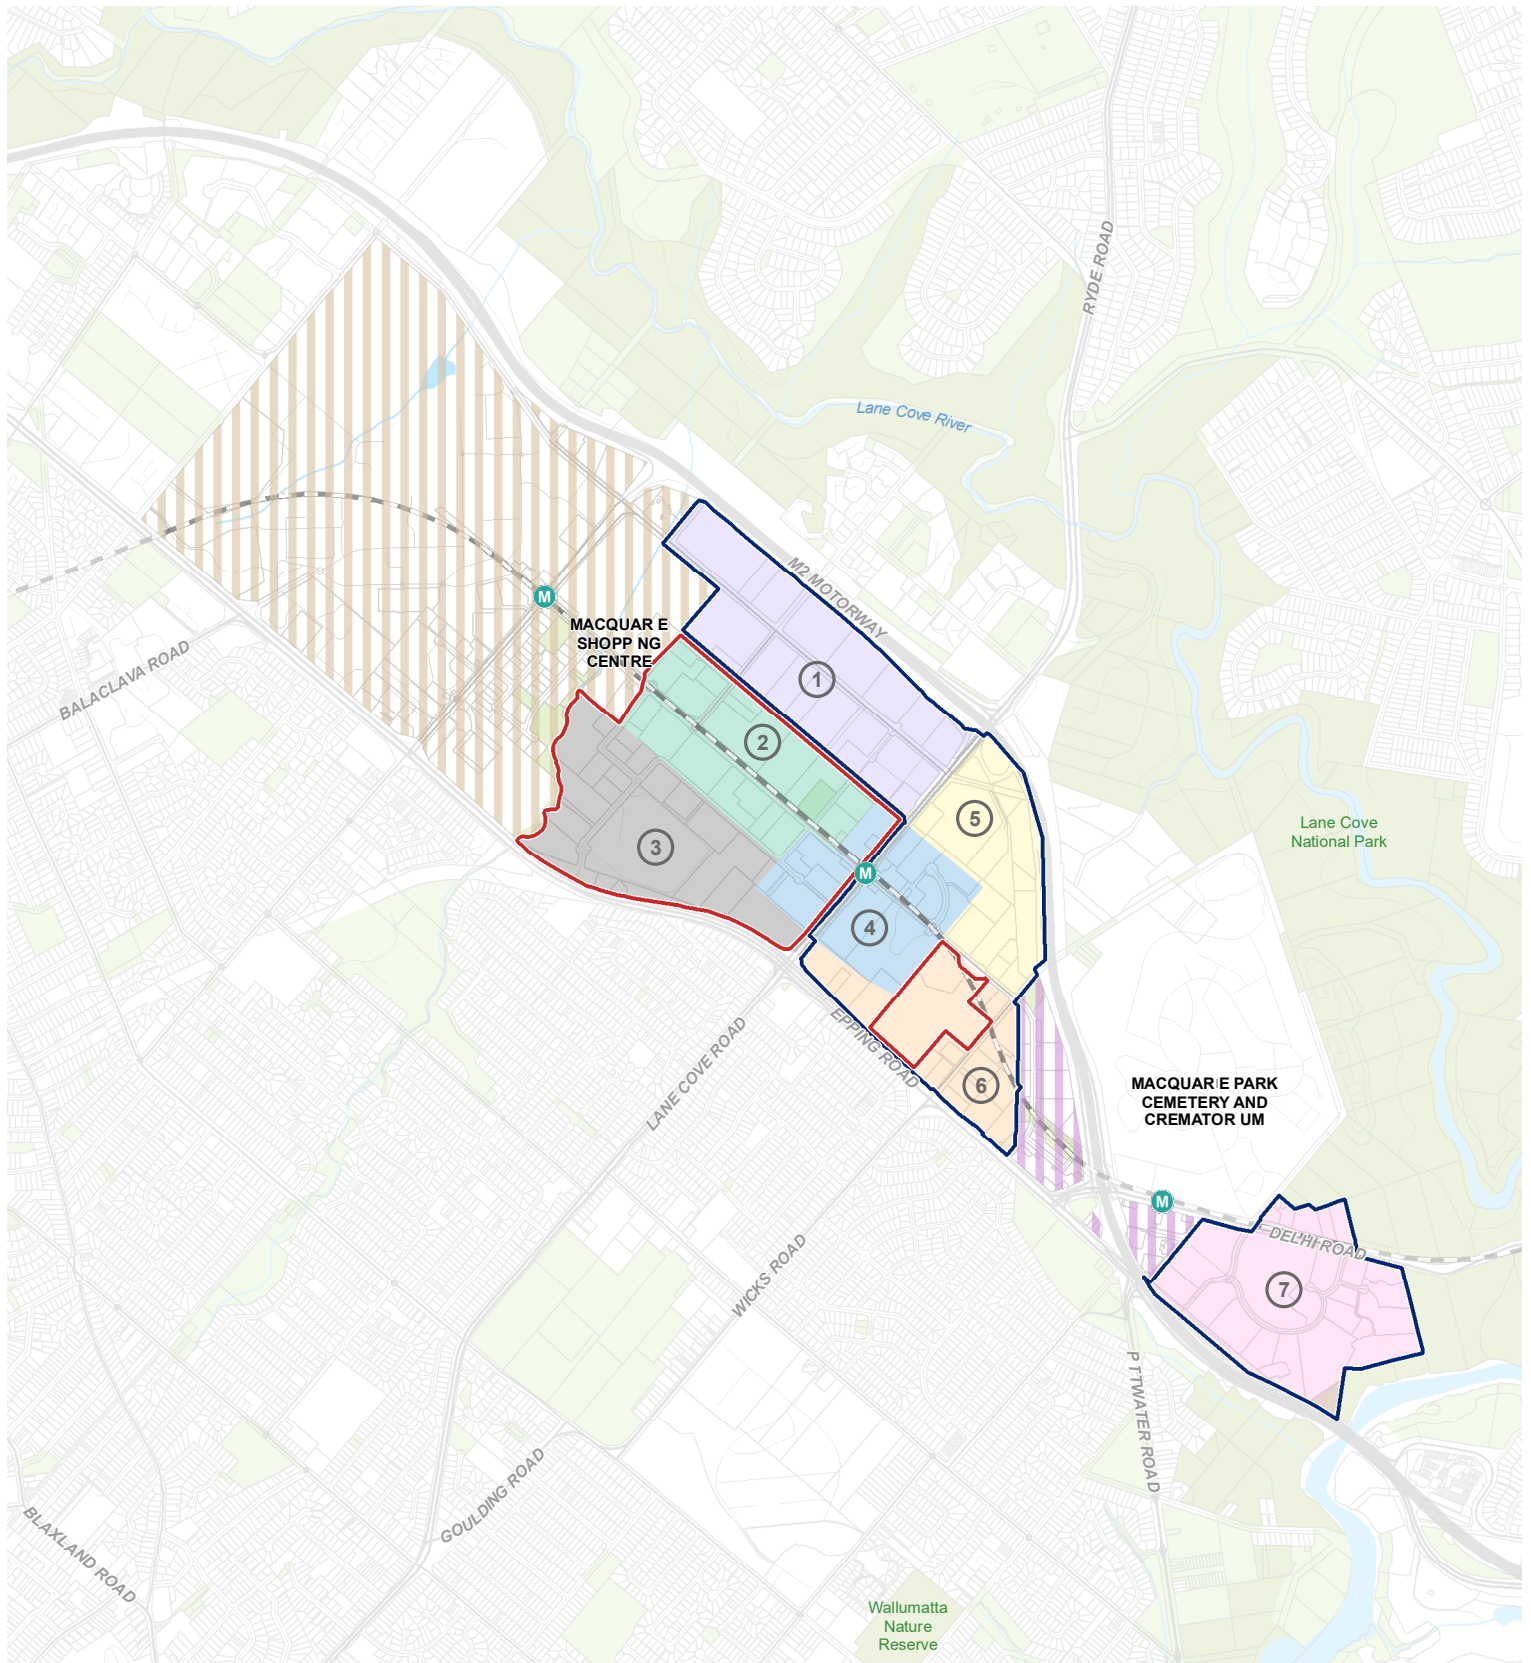 RYDE ROAD
Lane Cove River
M2 MOTORWAY
M
MACQUAR E
SHOPP NG
CENTRE
BALACLAVA ROAD
1
2
3
5
M
4
Lane Cove
National Park
EPPING ROAD
LANE COVE ROAD
6
MACQUAR E PARK
CEMETERY AND
CREMATOR UM
M
WICKS ROAD
DELHI ROAD
7
P TTWATER ROAD
GOULDING ROAD
BLAXLAND ROAD
Wallumatta
Nature
Reserve